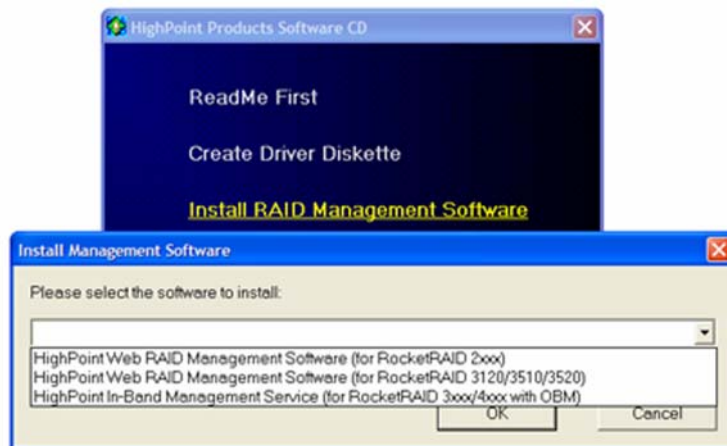 HighPoint Products Software CD
ReadMe First
Create Driver Diskette
Install RAID Management Software
Install Management Software
Please select the software to install:
HighPoint Web RAID Management Software (for RocketRAID 2xxx)
HighPoint Web RAID Management Software (for RocketRAID 3120/3510/3520)
HighPoint In-Band Management Service (for RocketRAID 3xxx/4xxx with OBM)
OK
Cancel